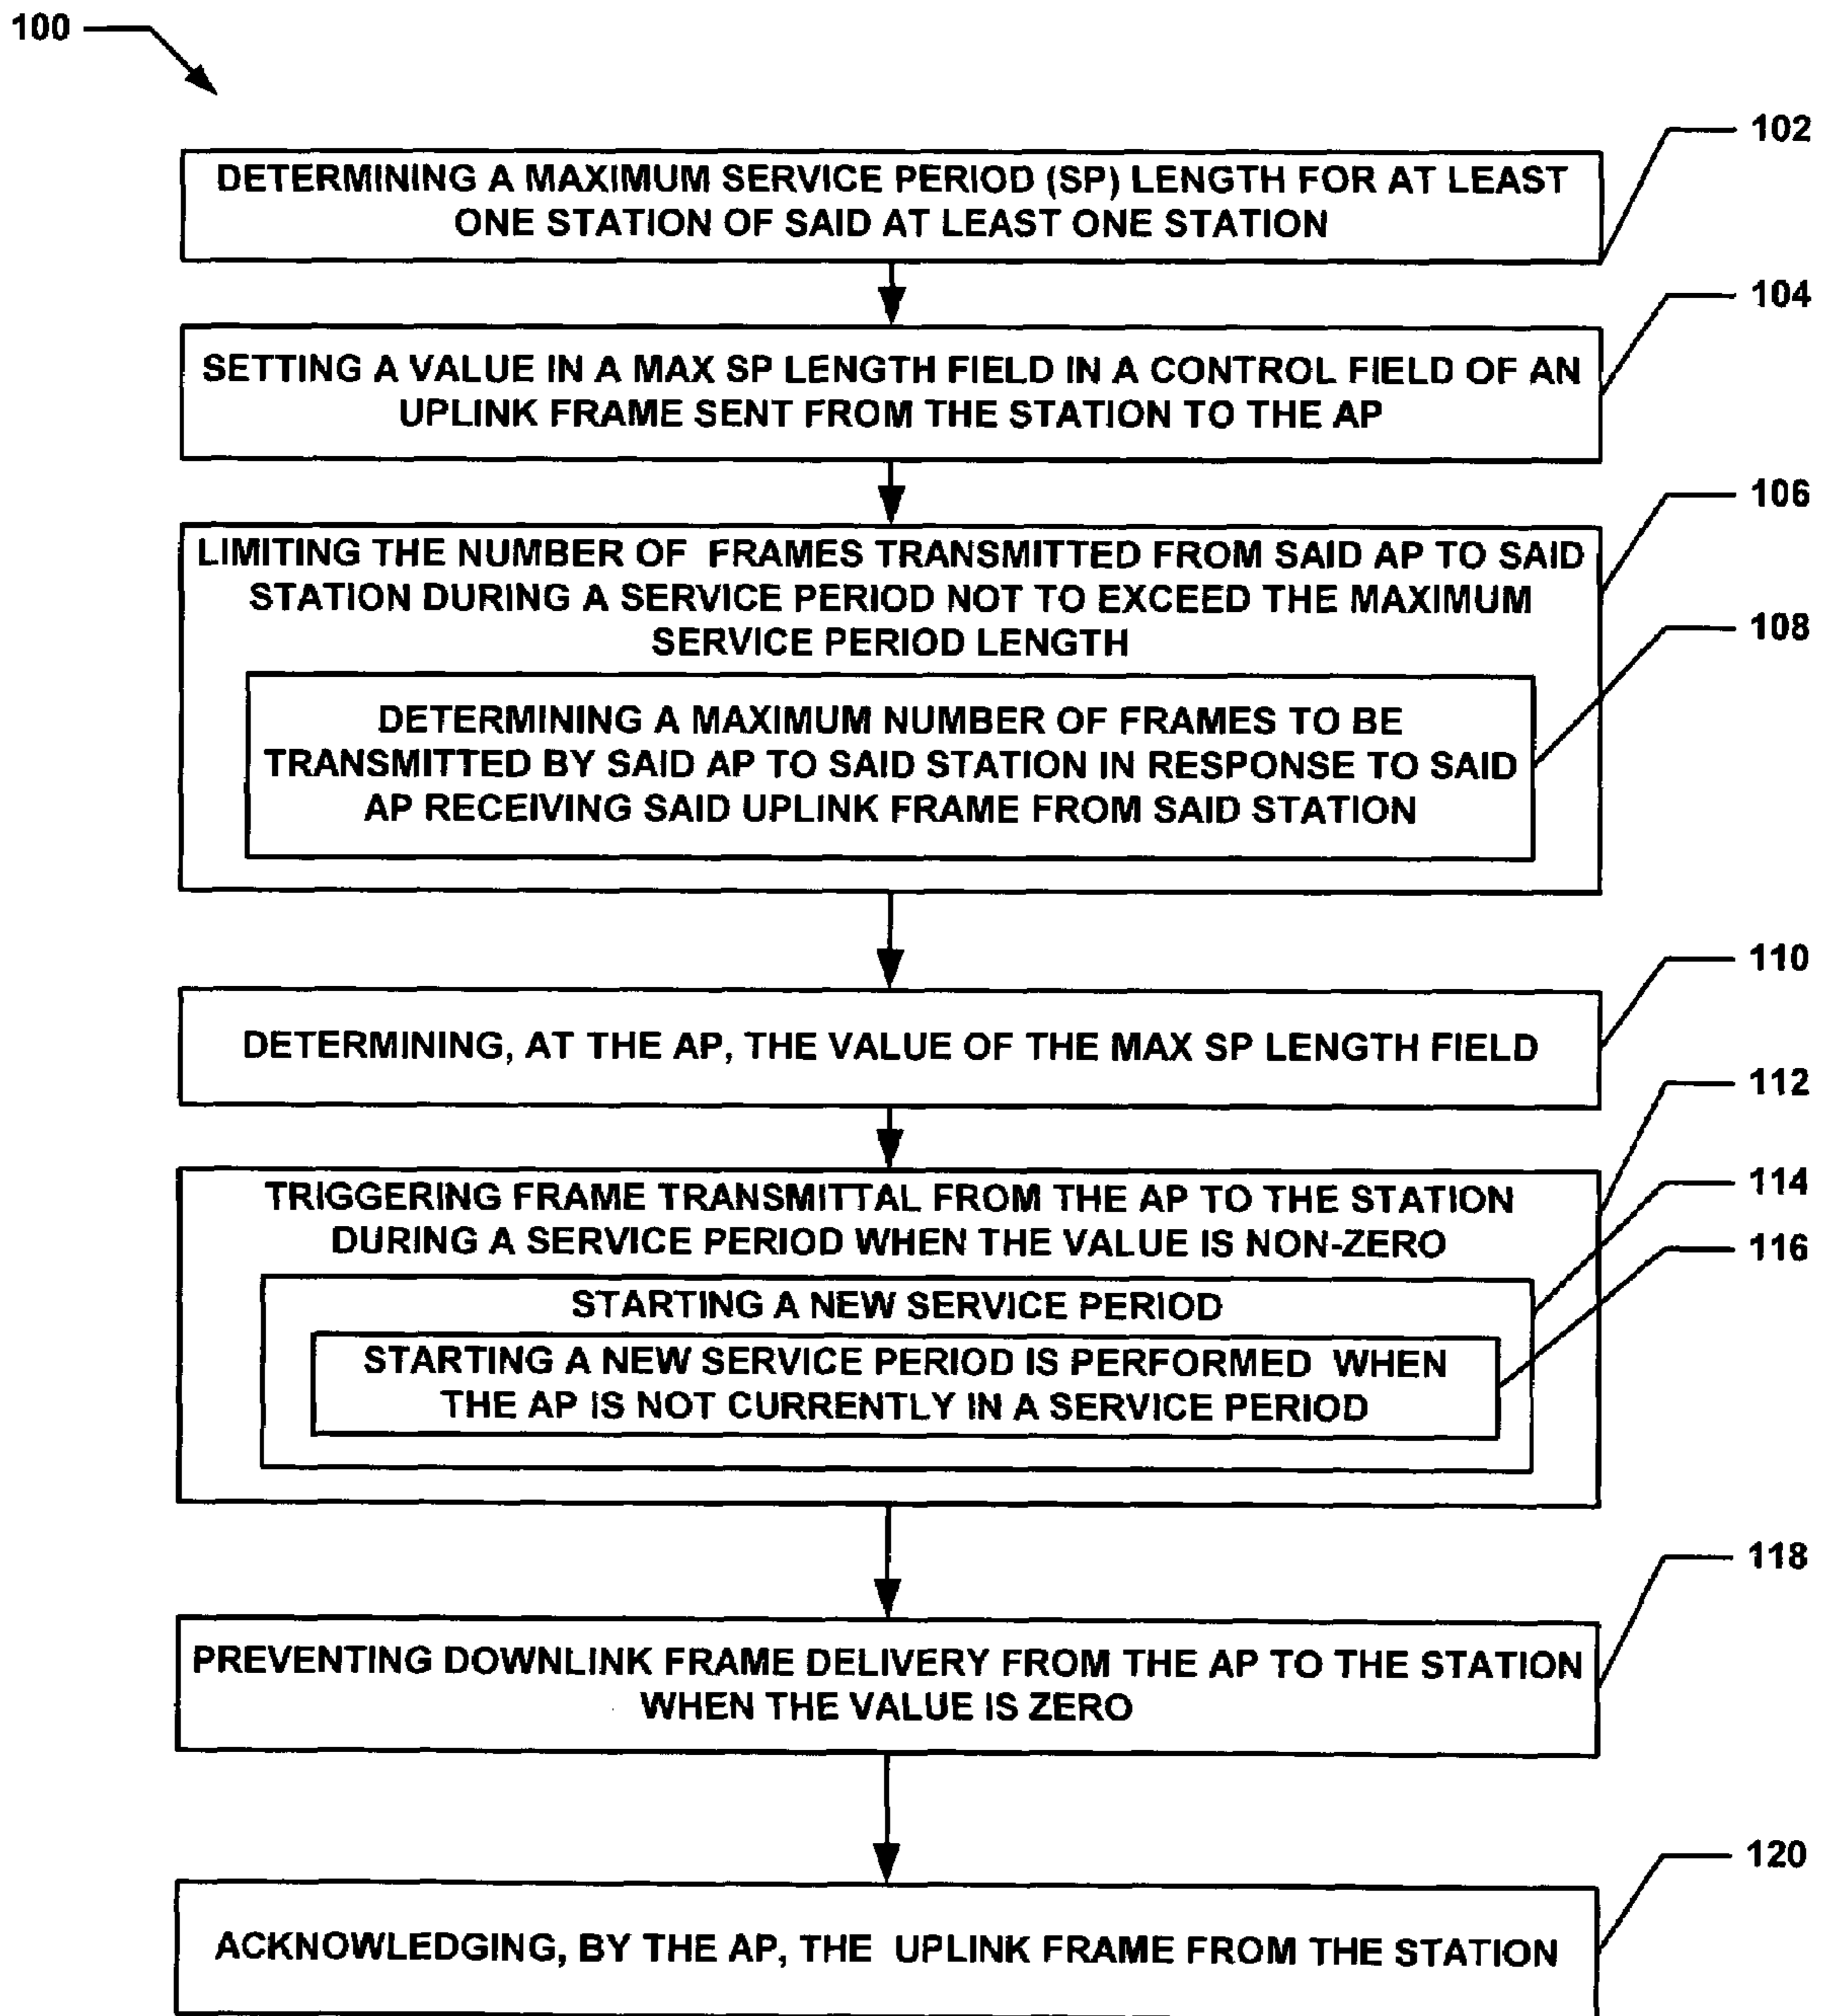 100
102
DETERMINING A MAXIMUM SERVICE PERIOD (SP) LENGTH FOR AT LEAST
ONE STATION OF SAID AT LEAST ONE STATION
104
SETTING A VALUE IN A MAX SP LENGTH FIELD IN A CONTROL FIELD OF AN
UPLINK FRAME SENT FROM THE STATION TO THE AP
106
LIMITING THE NUMBER OF FRAMES TRANSMITTED FROM SAID AP TO SAID
STATION DURING A SERVICE PERIOD NOT TO EXCEED THE MAXIMUM
SERVICE PERIOD LENGTH
108
DETERMINING A MAXIMUM NUMBER OF FRAMES TO BE
TRANSMITTED BY SAID AP TO SAID STATION IN RESPONSE TO SAID
AP RECEIVING SAID UPLINK FRAME FROM SAID STATION
110
DETERMINING, AT THE AP, THE VALUE OF THE MAX SP LENGTH FIELD
112
TRIGGERING FRAME TRANSMITTAL FROM THE AP TO THE STATION
DURING A SERVICE PERIOD WHEN THE VALUE IS NON-ZERO
114
STARTING A NEW SERVICE PERIOD
116
STARTING A NEW SERVICE PERIOD IS PERFORMED WHEN
THE AP IS NOT CURRENTLY IN A SERVICE PERIOD
118
PREVENTING DOWNLINK FRAME DELIVERY FROM THE AP TO THE STATION
WHEN THE VALUE IS ZERO
120
ACKNOWLEDGING, BY THE AP, THE UPLINK FRAME FROM THE STATION